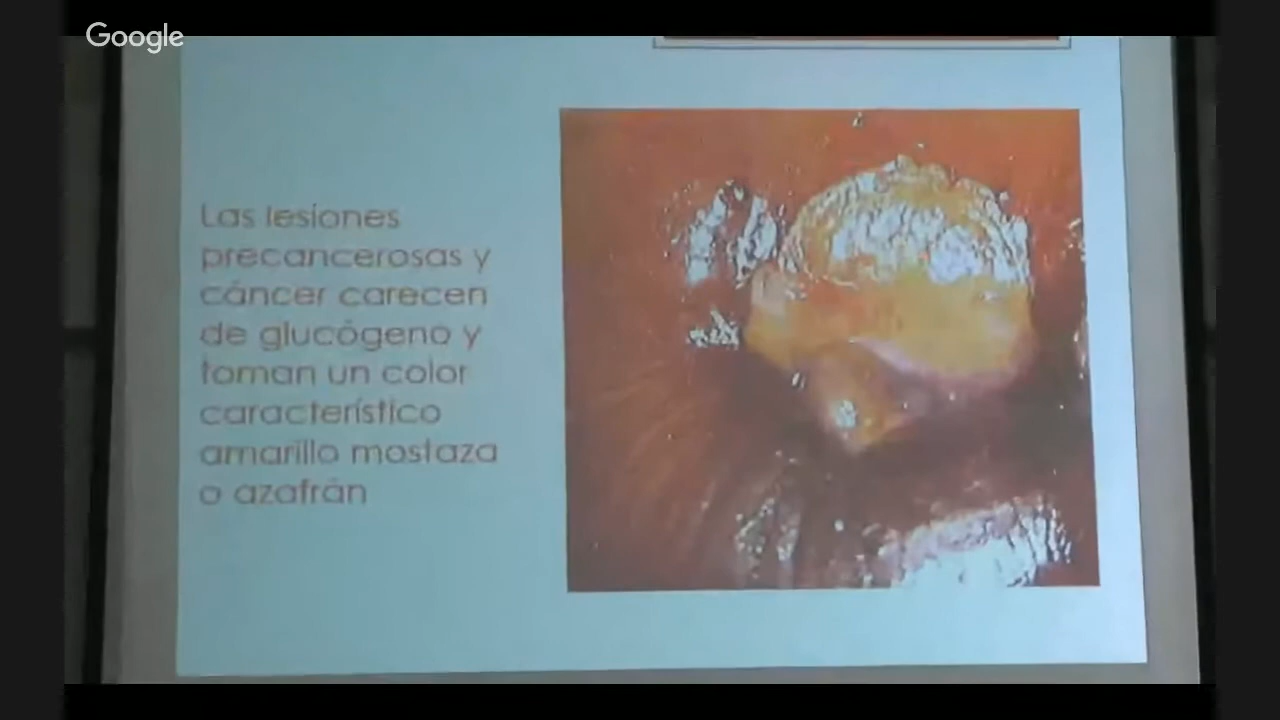 Google
Las lesiones
precancerosas y
cáncer carecen
de glucógeno y
toman un color
característico
amarillo mostaza
o azafrán